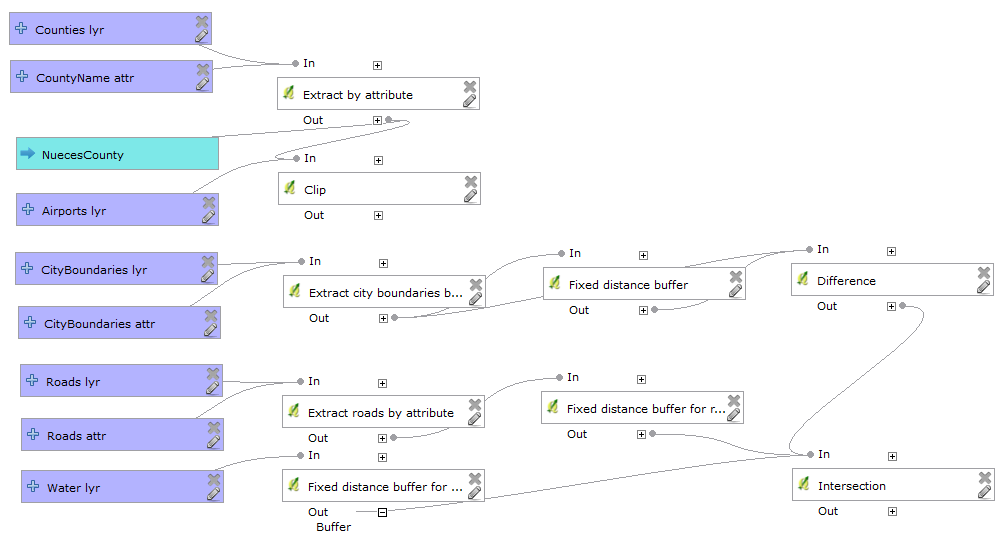 Counties lyr
In
CountyName attr
Extract by attribute
Out
NuecesCounty
In
Clip
Airports lyr
Out
In
In
In
CityBoundaries lyr
Extract city boundaries b...
Fixed distance buffer
Difference
CityBoundaries attr
Out
Out
Out
Roads lyr
In
In
Extract roads by attribute
Fixed distance buffer for r...
Roads attr
Out
Out
In
In
Water lyr
Fixed distance buffer for ...
Intersection
Out
Buffer
Out